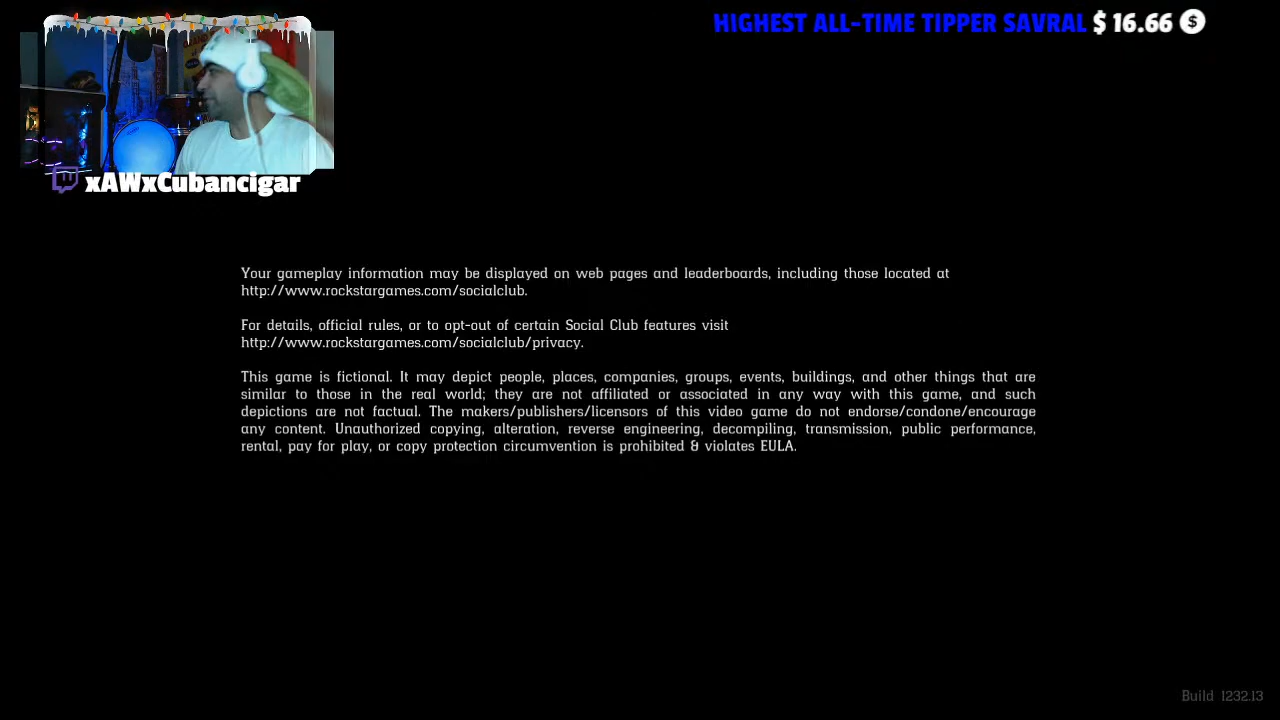 HIGHEST ALL-TIME TIPPER SAVRAL $ 16.66 $
xAWxCubancigar
Your gameplay information may be displayed on web pages and leaderboards, including those located at
http://www.rockstargames.com/socialclub.
For details, official rules, or to opt-out of certain Social Club features visit
http://www.rockstargames.com/socialclub/privacy.
This game is fictional. It may depict people, places, companies, groups, events, buildings, and other things that are
similar to those in the real world; they are not affiliated or associated in any way with this game, and such
depictions are not factual. The makers/publishers/licensors of this video game do not endorse/condone/encourage
any content. Unauthorized copying, alteration, reverse engineering, decompiling, transmission, public performance,
rental, pay for play, or copy protection circumvention is prohibited & violates EULA.
Build 1232.13